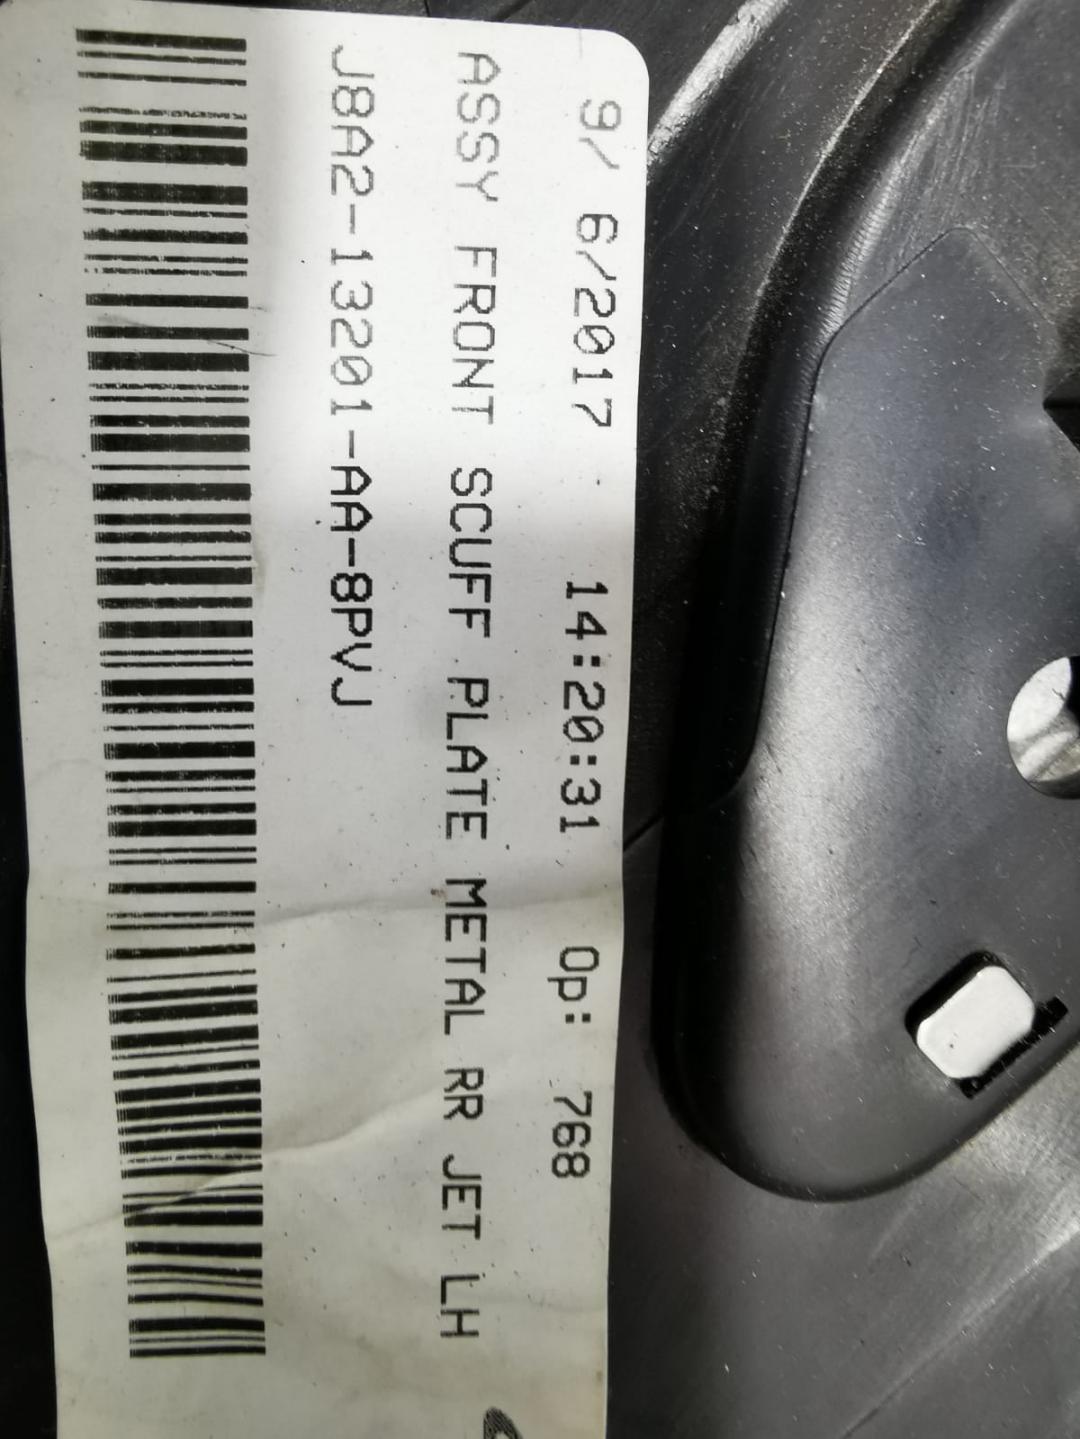 9/ 6/2017 14:20:31 Op: 768
ASSY FRONT SCUFF PLATE METAL RR JET LH
J8A2-13201-AA-8PVJ